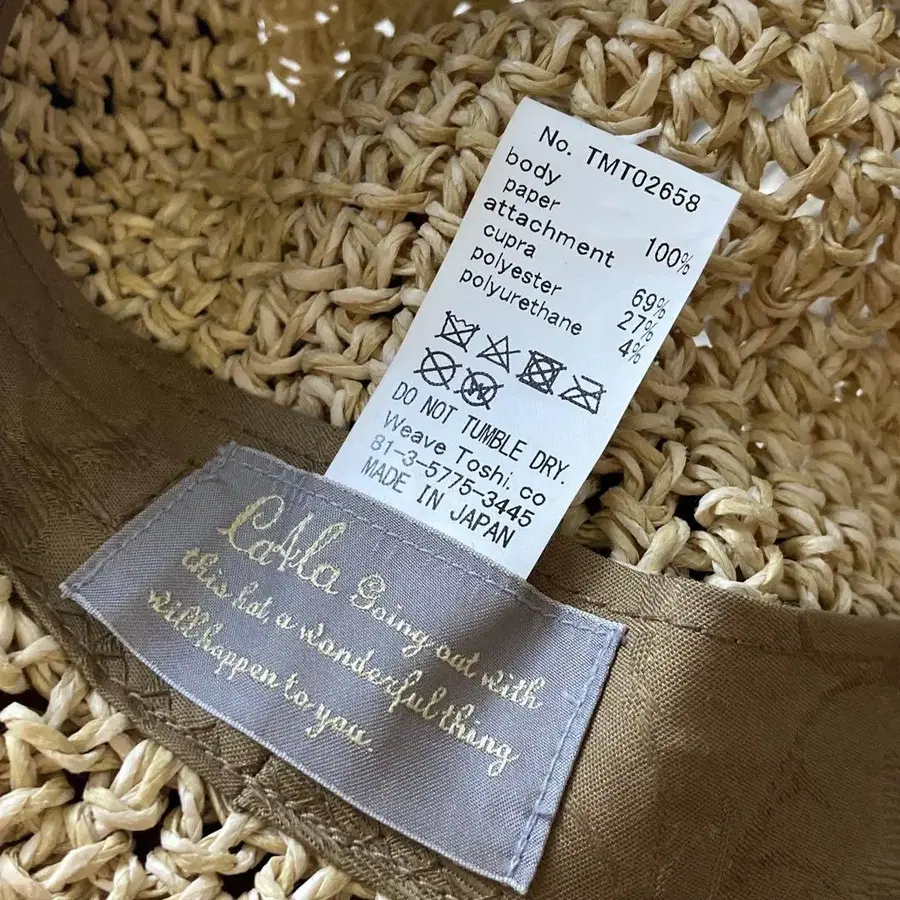 No. TMT02658
body
paper 100%
attachment
cupra 69%
polyester 27%
polyurethane 4%
DO NOT TUMBLE DRY.
Weave Toshi. co
81-3-5775-3445
MADE IN JAPAN
CA4LA Going out with
this hat, a wonderful thing
will happen to you.